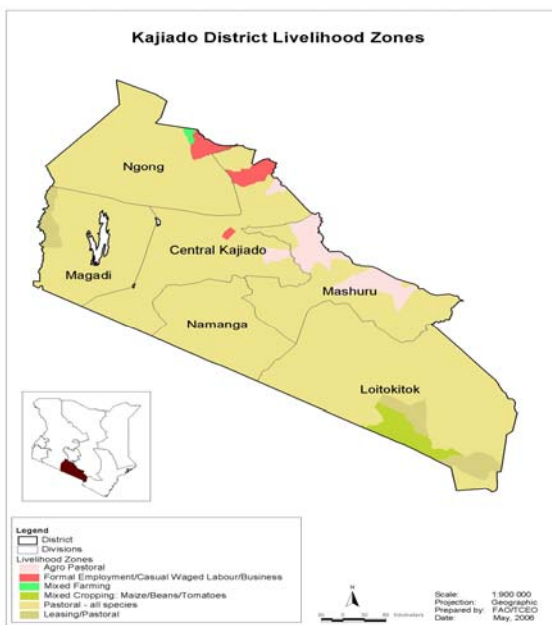 Kajiado District Livelihood Zones
Ngong
Central Kajiado
Magadi
Mashuru
Namanga
Loitokitok
Legend
District
Divisions
Livelihood Zones
Agro Pastoral
Formal Employment/Casual Waged Labour/Business
Mixed Farming
Mixed Cropping: Maize/Beans/Tomatoes
Pastoral - all species
Leasing/Pastoral
N
Kilometers
Scale: 1:900 000
Projection: Geographic
Prepared by: FAO/TCEO
Date: May, 2006